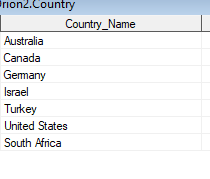 Orion2.Country
Country_Name
Australia
Canada
Germany
Israel
Turkey
United States
South Africa